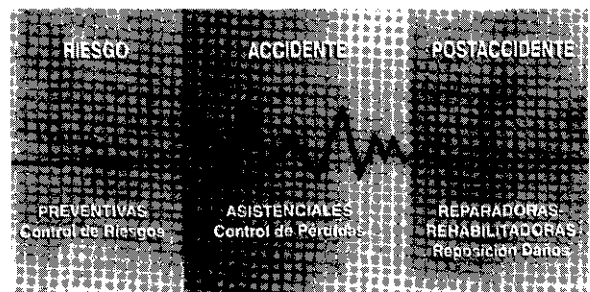 RIESGO
ACCIDENTE
POSTACCIDENTE
PREVENTIVAS
Control de Riesgos
ASISTENCIALES
Control de Pérdidas
REPARADORAS-
REHABILITADORAS
Reposición Daños